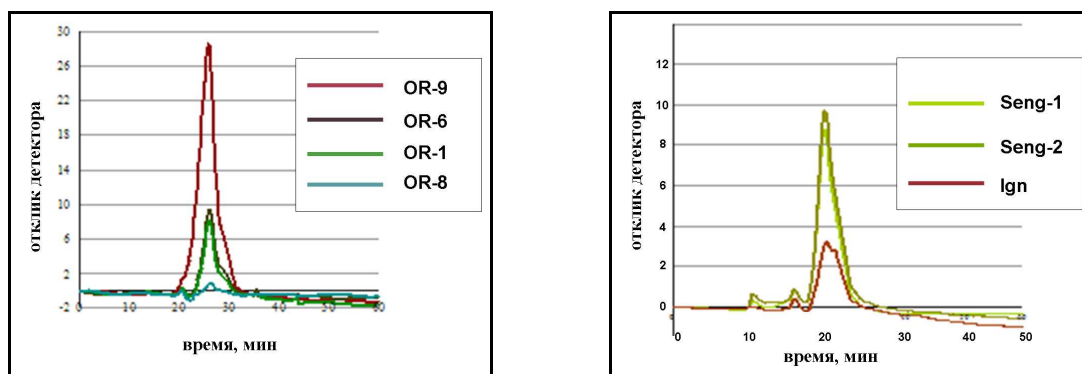 30
26
22
18
14
10
6
2
-2
отклик детектора
OR-9
OR-6
OR-1
OR-8
0 10 20 30 40 50 60
время, мин
12
10
8
6
4
2
0
отклик детектора
Seng-1
Seng-2
Ign
0 10 20 30 40 50
время, мин